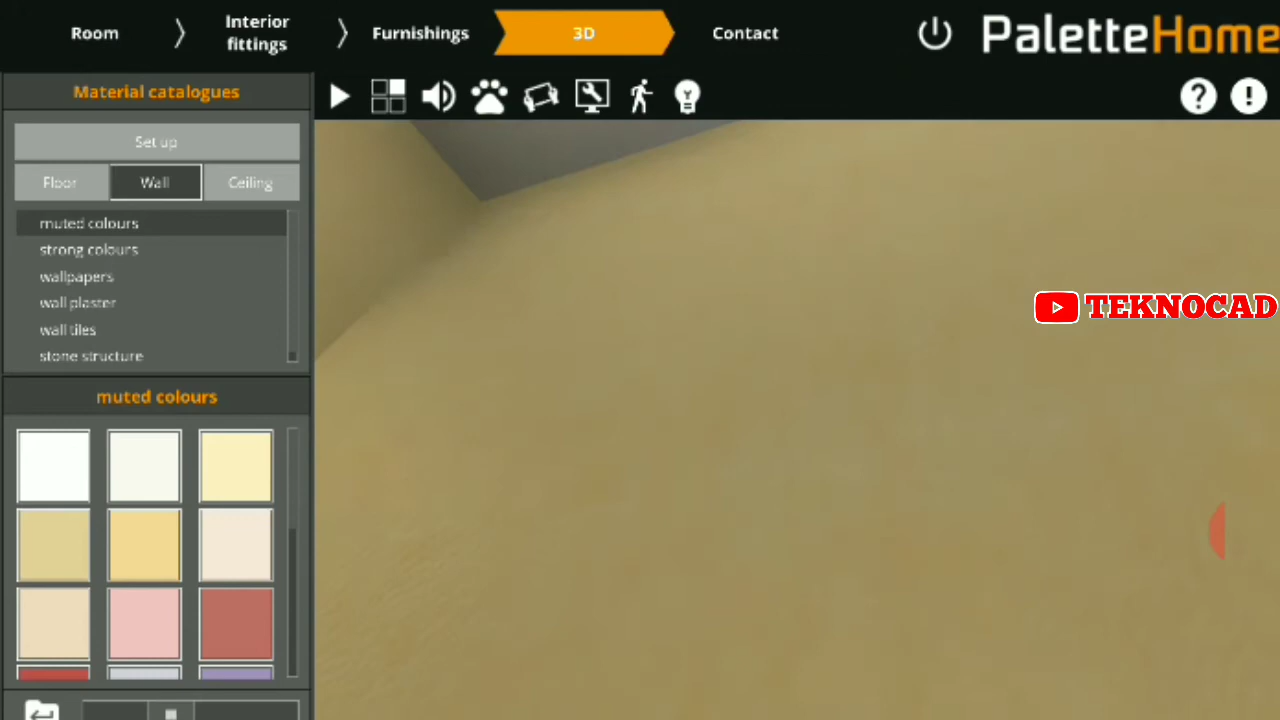 Room
Interior
fittings
Furnishings
3D
Contact
PaletteHome
Material catalogues
Set up
Floor
Wall
Ceiling
muted colours
strong colours
wallpapers
wall plaster
wall tiles
stone structure
TEKNOCAD
muted colours